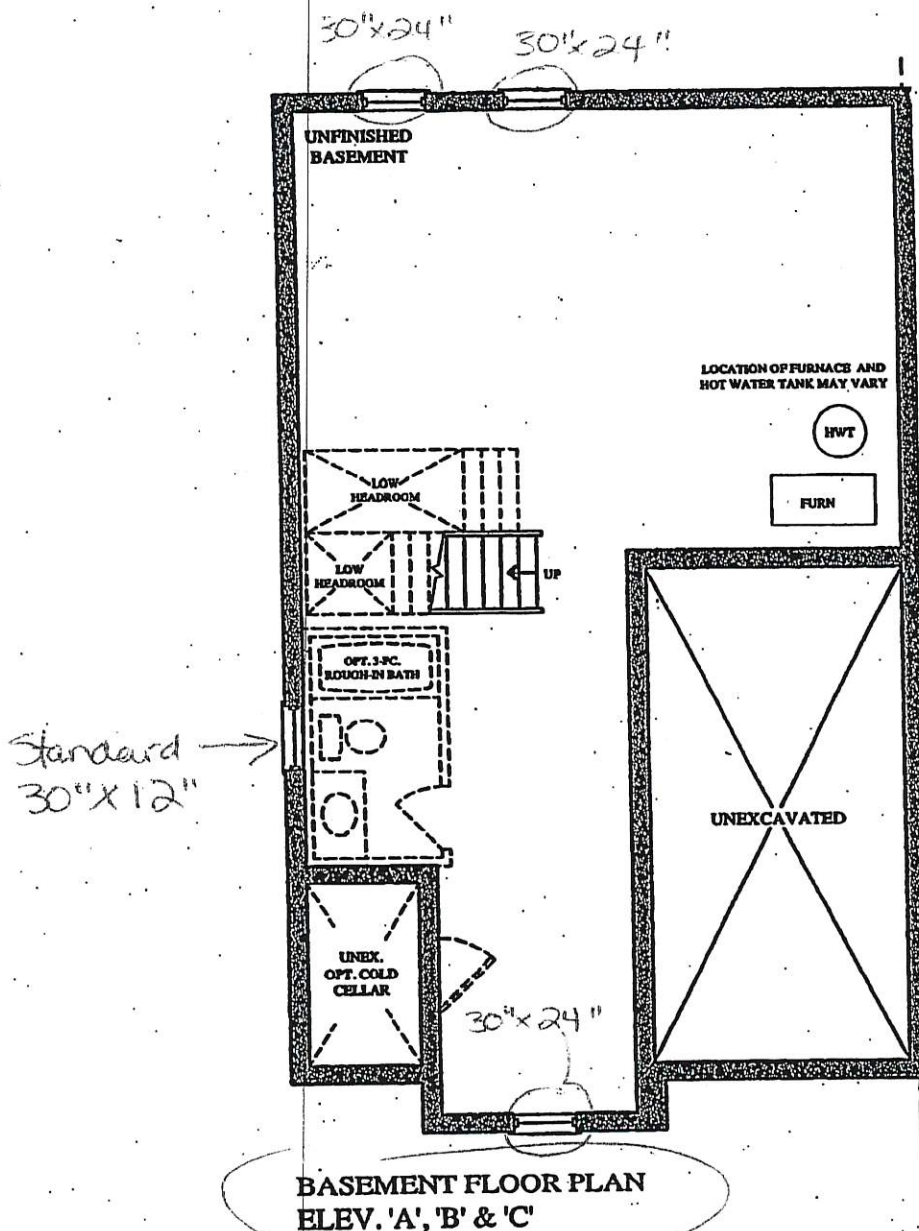 30"x24"
30"x24"
UNFINISHED
BASEMENT
LOCATION OF FURNACE AND
HOT WATER TANK MAY VARY
HWT
FURN
LOW
HEADROOM
LOW
HEADROOM
UP
OPT. 3-PC.
ROUGH-IN BATH
Standard
30"X12"
UNEXCAVATED
UNEX.
OPT. COLD
CELLAR
30"x24"
BASEMENT FLOOR PLAN
ELEV. 'A', 'B' & 'C'